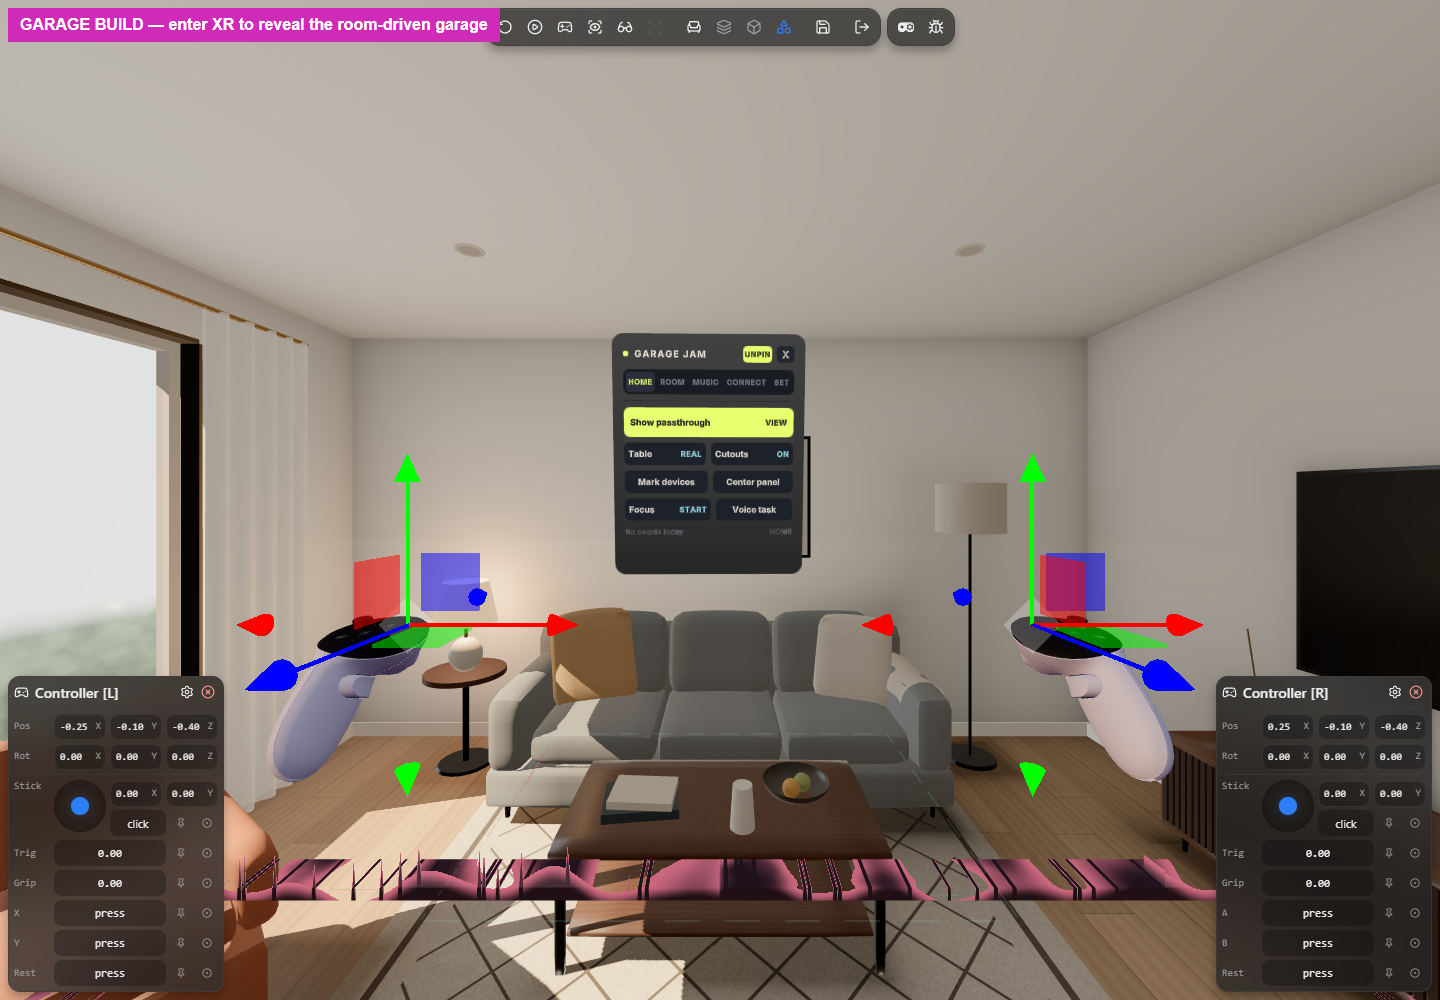 GARAGE BUILD — enter XR to reveal the room-driven garage
GARAGE JAM UNPIN X
HOME ROOM MUSIC CONNECT SET
Show passthrough VIEW
Table REAL Cutouts ON
Mark devices Center panel
Focus START Voice task
No events today HOME
Controller [L]
Pos -0.25 X -0.10 Y -0.40 Z
Rot 0.00 X 0.00 Y 0.00 Z
Stick 0.00 X 0.00 Y
click
Trig 0.00
Grip 0.00
X press
Y press
Rest press
Controller [R]
Pos 0.25 X -0.10 Y -0.40 Z
Rot 0.00 X 0.00 Y 0.00 Z
Stick 0.00 X 0.00 Y
click
Trig 0.00
Grip 0.00
A press
B press
Rest press